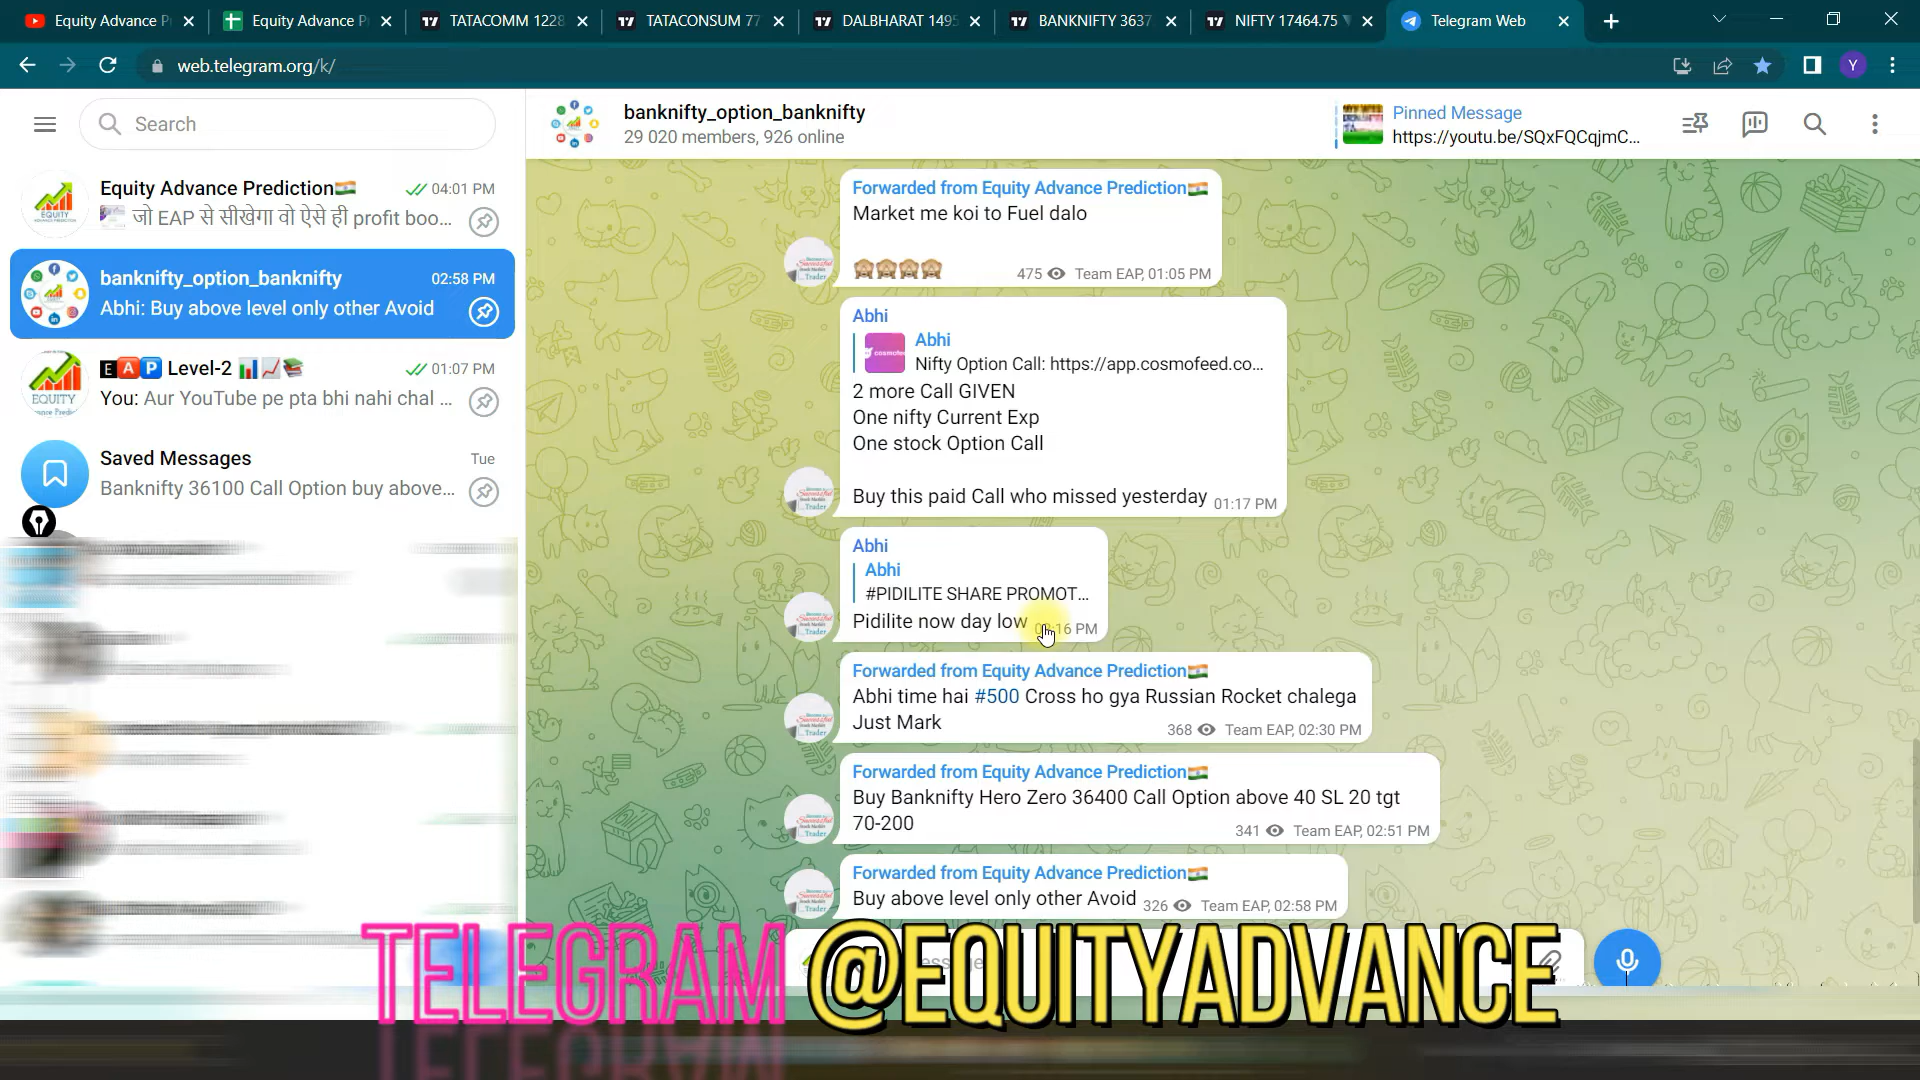 Equity Advance P
Equity Advance P
TATACOMM 1228
TATACONSUM 77
DALBHARAT 1495
BANKNIFTY 3637
NIFTY 17464.75
Telegram Web
web.telegram.org/k/
Y
Search
Equity Advance Prediction🇮🇳 04:01 PM
जो EAP से सीखेगा वो ऐसे ही profit boo...
banknifty_option_banknifty 02:58 PM
Abhi: Buy above level only other Avoid
🅴🅰️🅿️ Level-2 📊📈📚 01:07 PM
You: Aur YouTube pe pta bhi nahi chal ...
Saved Messages Tue
Banknifty 36100 Call Option buy above...
banknifty_option_banknifty
29 020 members, 926 online
Pinned Message
https://youtu.be/SQxFQCqjmC...
Forwarded from Equity Advance Prediction🇮🇳
Market me koi to Fuel dalo
🙈🙈🙈🙈 475 Team EAP, 01:05 PM
Abhi
Abhi
Nifty Option Call: https://app.cosmofeed.co...
2 more Call GIVEN
One nifty Current Exp
One stock Option Call
Buy this paid Call who missed yesterday 01:17 PM
Abhi
Abhi
#PIDILITE SHARE PROMOT...
Pidilite now day low :16 PM
Forwarded from Equity Advance Prediction🇮🇳
Abhi time hai #500 Cross ho gya Russian Rocket chalega
Just Mark 368 Team EAP, 02:30 PM
Forwarded from Equity Advance Prediction🇮🇳
Buy Banknifty Hero Zero 36400 Call Option above 40 SL 20 tgt
70-200 341 Team EAP, 02:51 PM
Forwarded from Equity Advance Prediction🇮🇳
Buy above level only other Avoid 326 Team EAP, 02:58 PM
TELEGRAM @EQUITYADVANCE